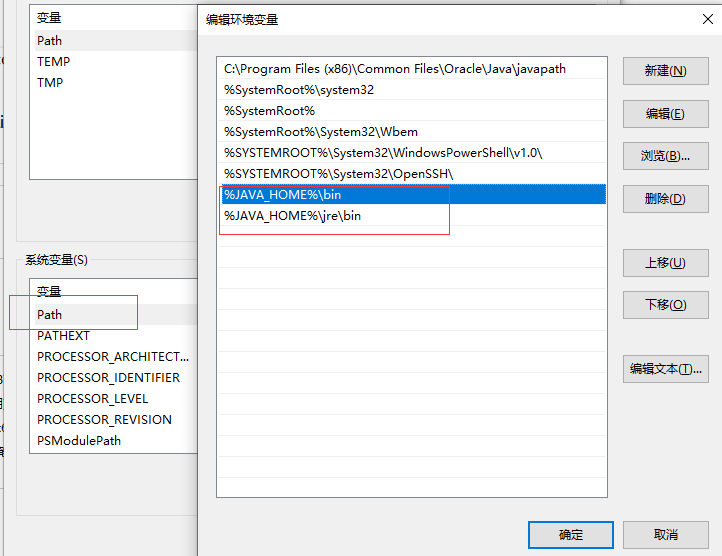 编辑环境变量
变量
Path
TEMP
TMP
C:\Program Files (x86)\Common Files\Oracle\Java\javapath
%SystemRoot%\system32
%SystemRoot%
%SystemRoot%\System32\Wbem
%SYSTEMROOT%\System32\WindowsPowerShell\v1.0\
%SYSTEMROOT%\System32\OpenSSH\
%JAVA_HOME%\bin
%JAVA_HOME%\jre\bin
新建(N)
编辑(E)
浏览(B)...
删除(D)
上移(U)
下移(O)
编辑文本(T)...
系统变量(S)
变量
Path
PATHEXT
PROCESSOR_ARCHITECT...
PROCESSOR_IDENTIFIER
PROCESSOR_LEVEL
PROCESSOR_REVISION
PSModulePath
确定
取消